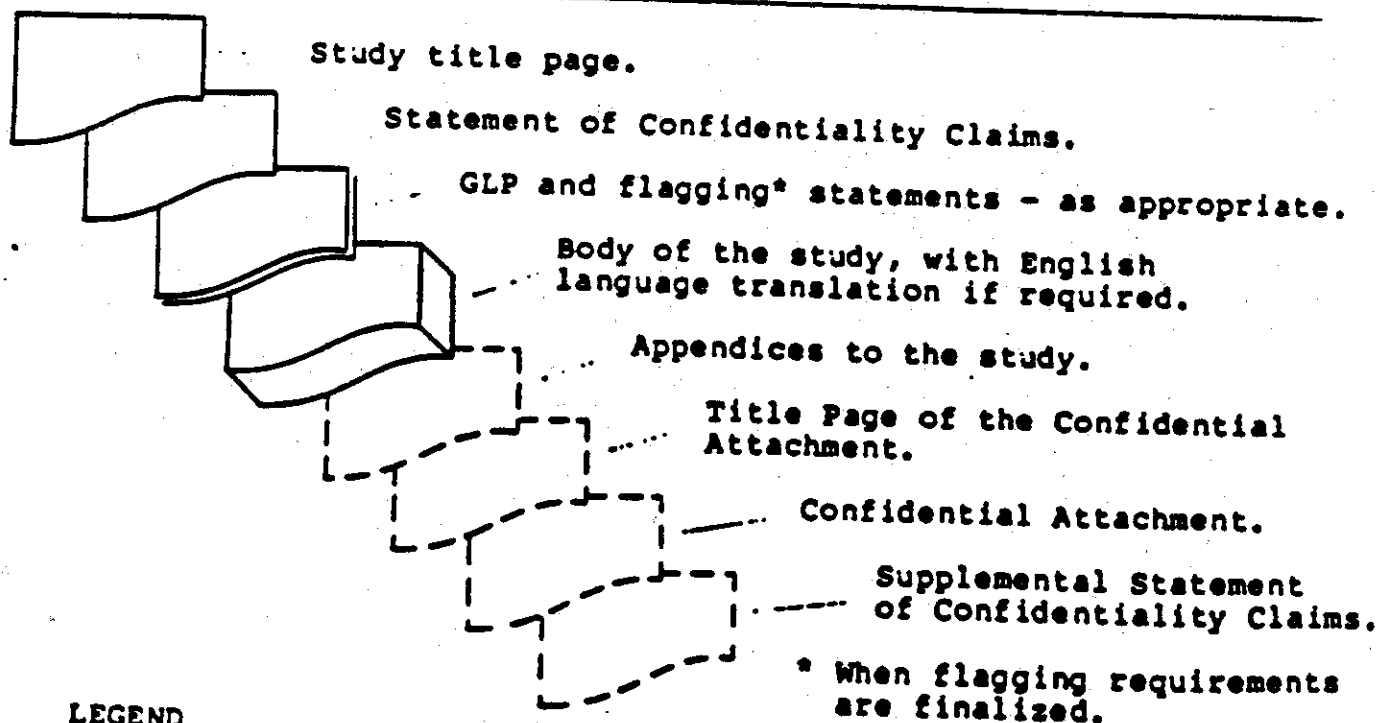 Study title page.
Statement of Confidentiality Claims.
GLP and flagging* statements - as appropriate.
Body of the study, with English
language translation if required.
Appendices to the study.
Title Page of the Confidential
Attachment.
Confidential Attachment.
Supplemental Statement
of Confidentiality Claims.
* When flagging requirements
are finalized.
LEGEND